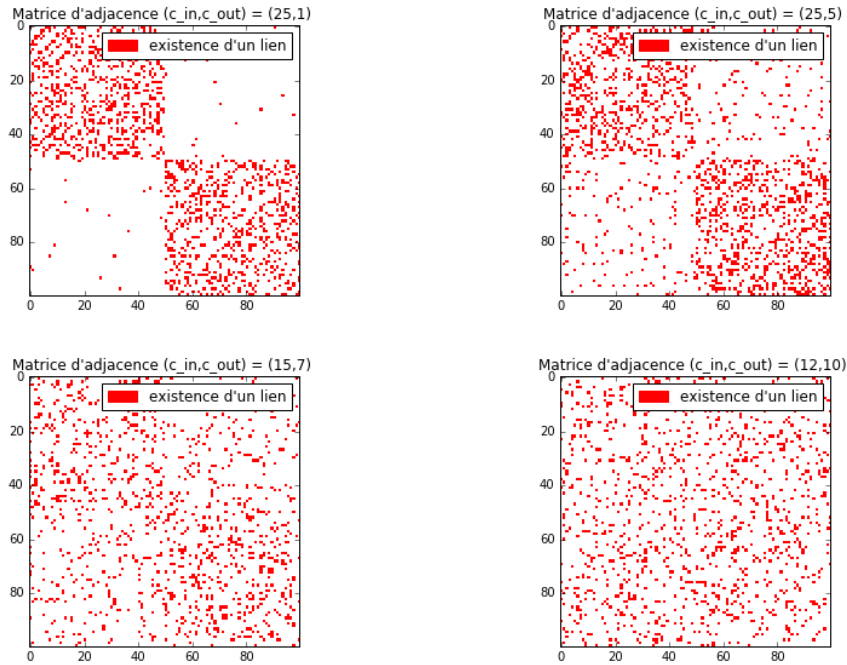 Matrice d'adjacence (c_in,c_out) = (25,1)
existence d'un lien
0
20
40
60
80
0 20 40 60 80
Matrice d'adjacence (c_in,c_out) = (25,5)
existence d'un lien
0
20
40
60
80
0 20 40 60 80
Matrice d'adjacence (c_in,c_out) = (15,7)
existence d'un lien
0
20
40
60
80
0 20 40 60 80
Matrice d'adjacence (c_in,c_out) = (12,10)
existence d'un lien
0
20
40
60
80
0 20 40 60 80